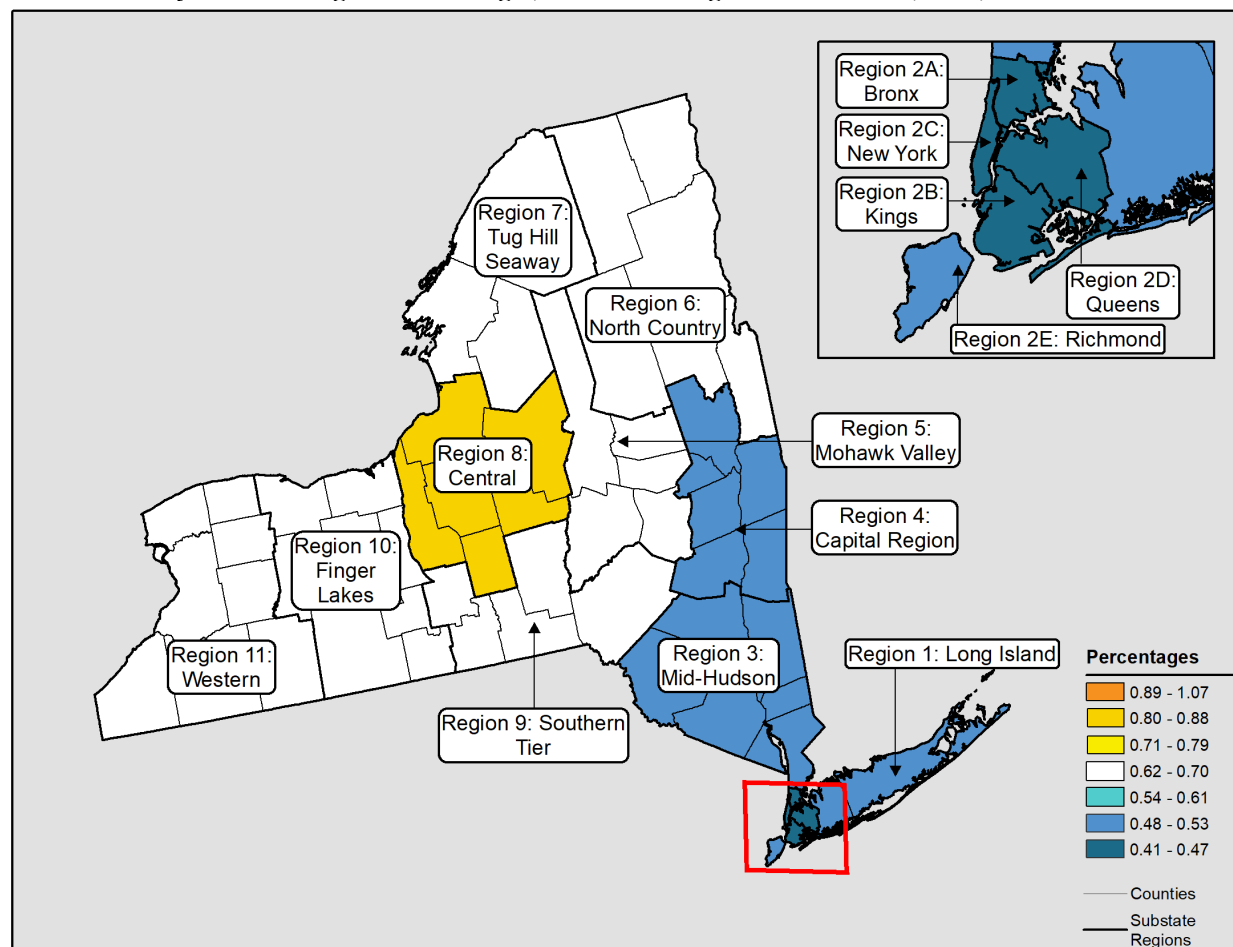 Region 2A:
Bronx
Region 2C:
New York
Region 2B:
Kings
Region 2D:
Queens
Region 2E: Richmond
Region 7:
Tug Hill
Seaway
Region 6:
North Country
Region 5:
Mohawk Valley
Region 8:
Central
Region 4:
Capital Region
Region 10:
Finger
Lakes
Region 11:
Western
Region 3:
Mid-Hudson
Region 1: Long Island
Region 9: Southern
Tier
Percentages
0.89 - 1.07
0.80 - 0.88
0.71 - 0.79
0.62 - 0.70
0.54 - 0.61
0.48 - 0.53
0.41 - 0.47
Counties
Substate
Regions